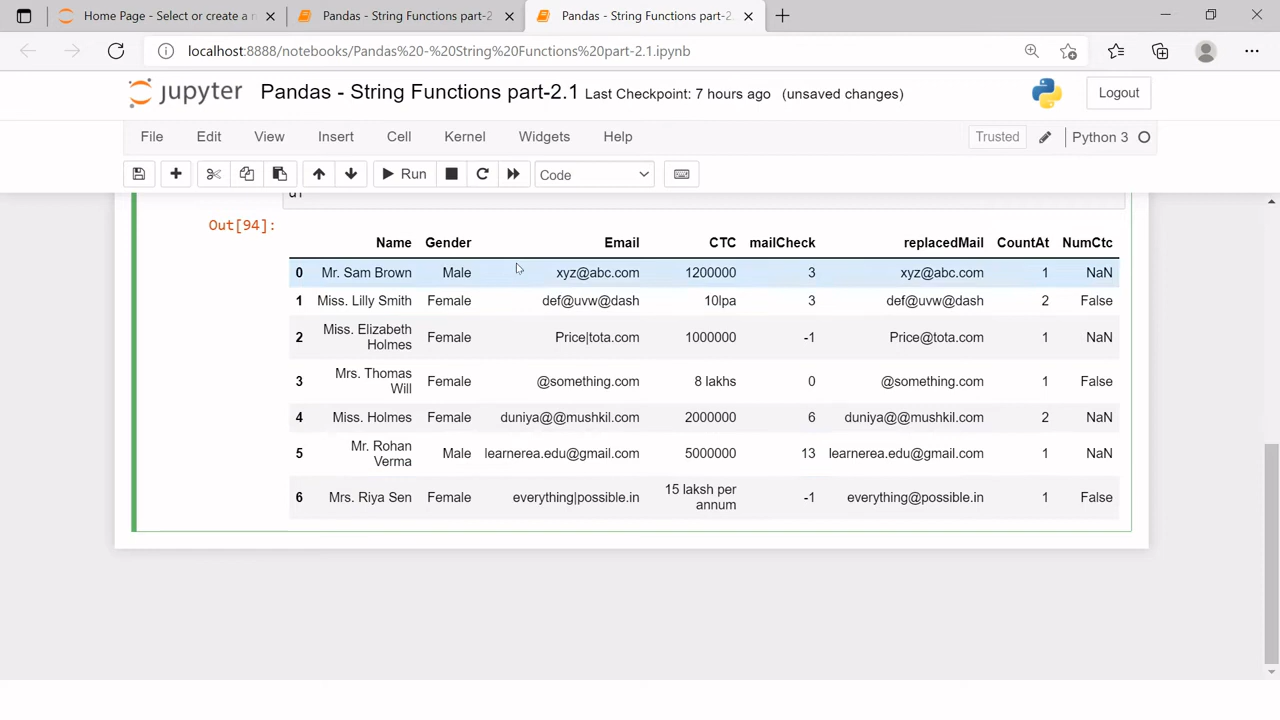 Home Page - Select or create a n
Pandas - String Functions part-2
Pandas - String Functions part-2.
localhost:8888/notebooks/Pandas%20-%20String%20Functions%20part-2.1.ipynb
jupyter Pandas - String Functions part-2.1 Last Checkpoint: 7 hours ago (unsaved changes)
Logout
File Edit View Insert Cell Kernel Widgets Help
Trusted
Python 3
Run
Code
Out[94]:
Name Gender Email CTC mailCheck replacedMail CountAt NumCtc
0 Mr. Sam Brown Male xyz@abc.com 1200000 3 xyz@abc.com 1 NaN
1 Miss. Lilly Smith Female def@uvw@dash 10lpa 3 def@uvw@dash 2 False
2 Miss. Elizabeth Holmes Female Price|tota.com 1000000 -1 Price@tota.com 1 NaN
3 Mrs. Thomas Will Female @something.com 8 lakhs 0 @something.com 1 False
4 Miss. Holmes Female duniya@@mushkil.com 2000000 6 duniya@@mushkil.com 2 NaN
5 Mr. Rohan Verma Male learnerea.edu@gmail.com 5000000 13 learnerea.edu@gmail.com 1 NaN
6 Mrs. Riya Sen Female everything|possible.in 15 laksh per annum -1 everything@possible.in 1 False